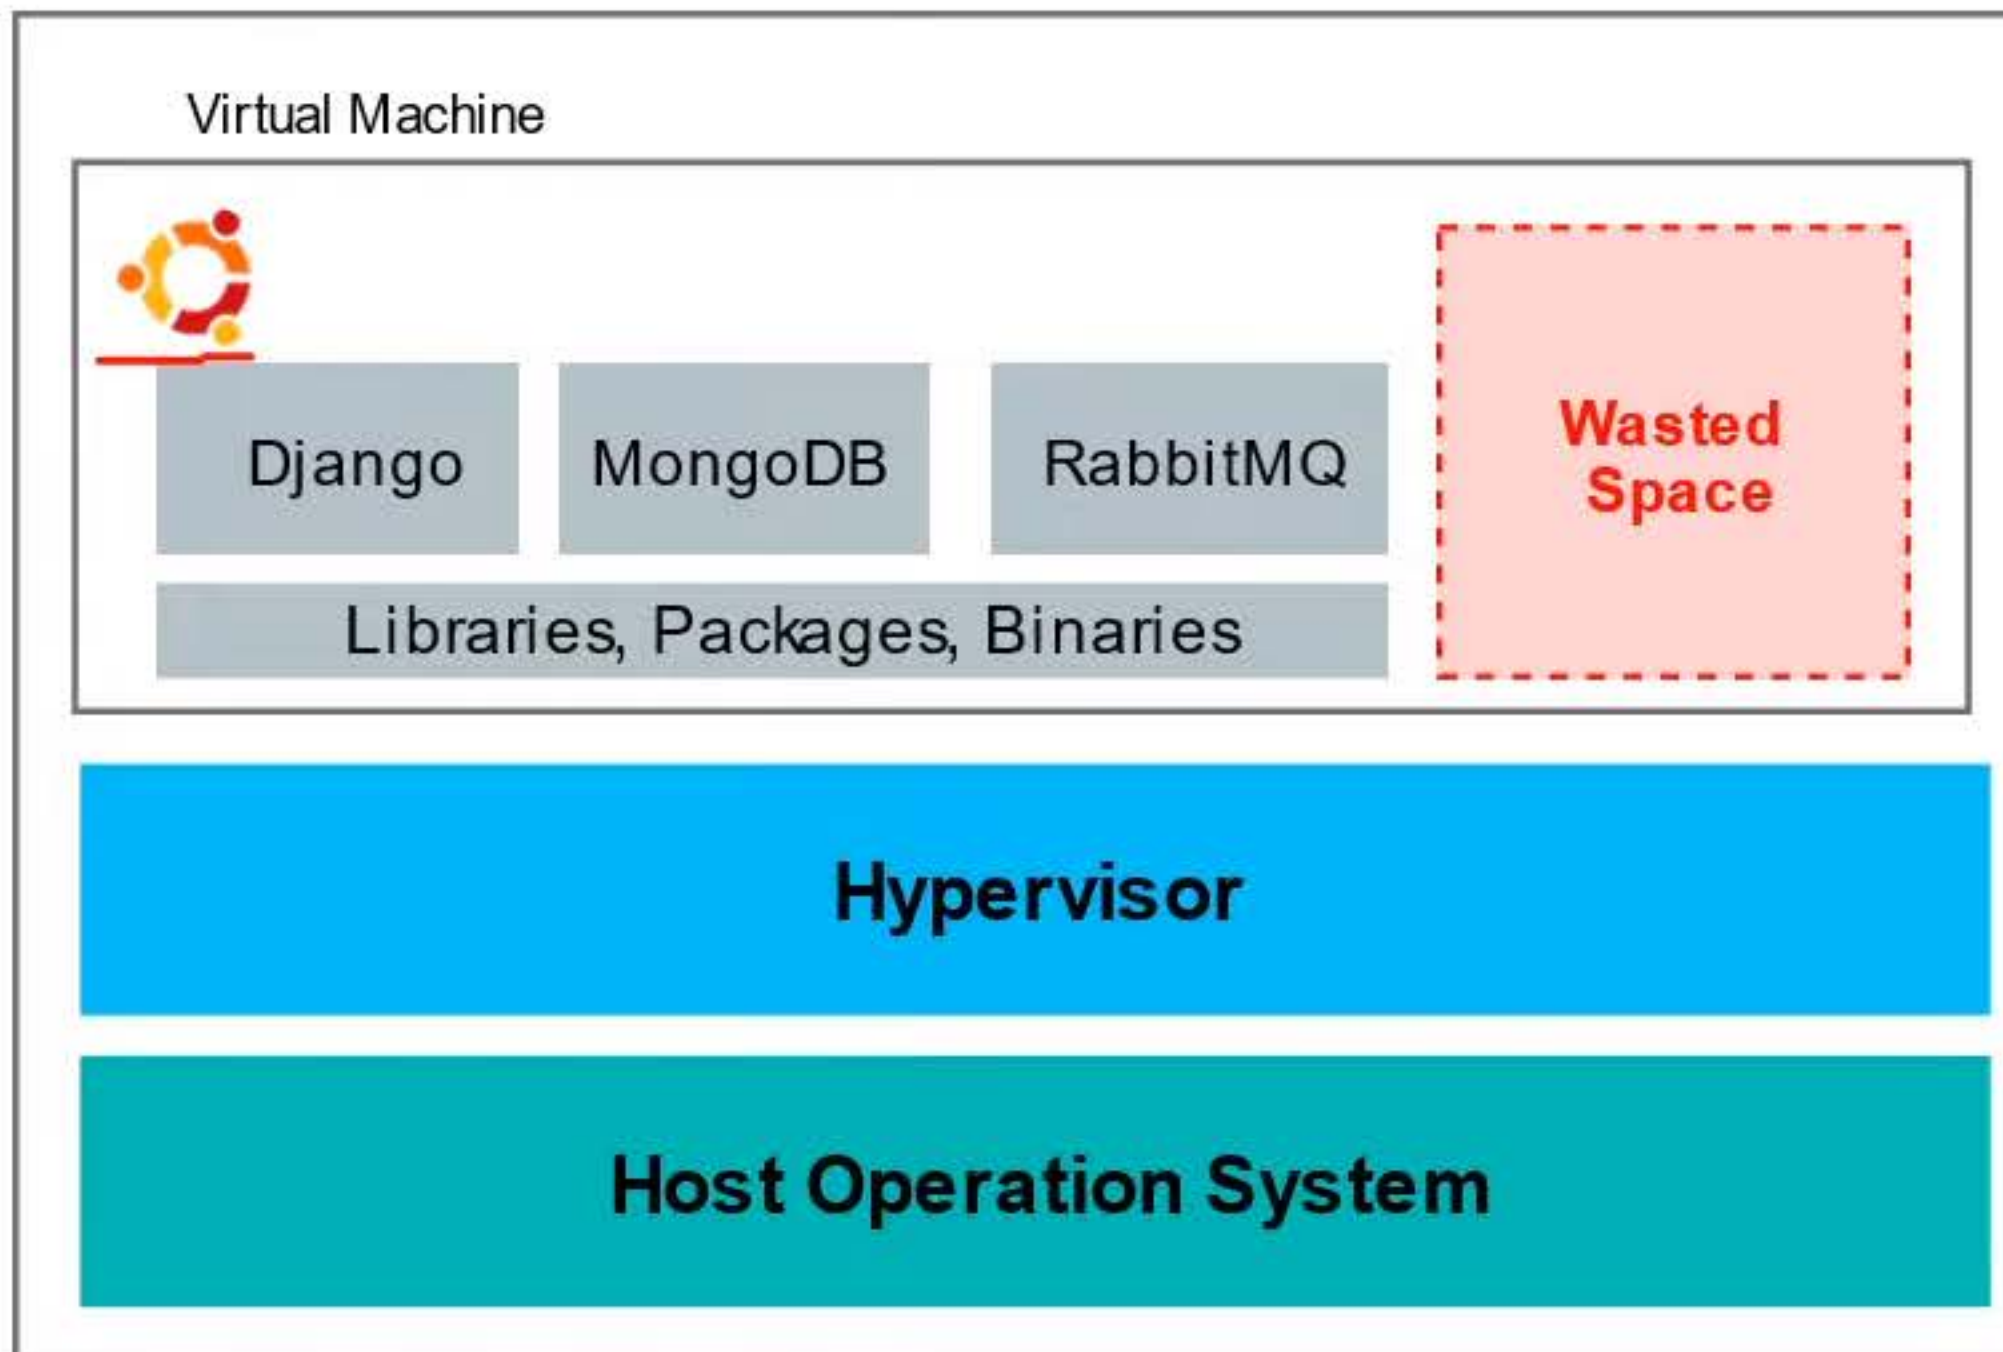 Virtual Machine
Django
MongoDB
RabbitMQ
Wasted
Space
Libraries, Packages, Binaries
Hypervisor
Host Operation System